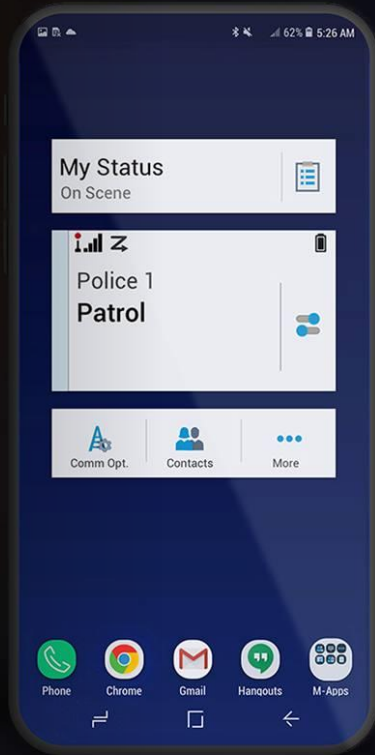 62% 5:26 AM
My Status
On Scene
Police 1
Patrol
Comm Opt.
Contacts
More
Phone
Chrome
Gmail
Hangouts
M-Apps